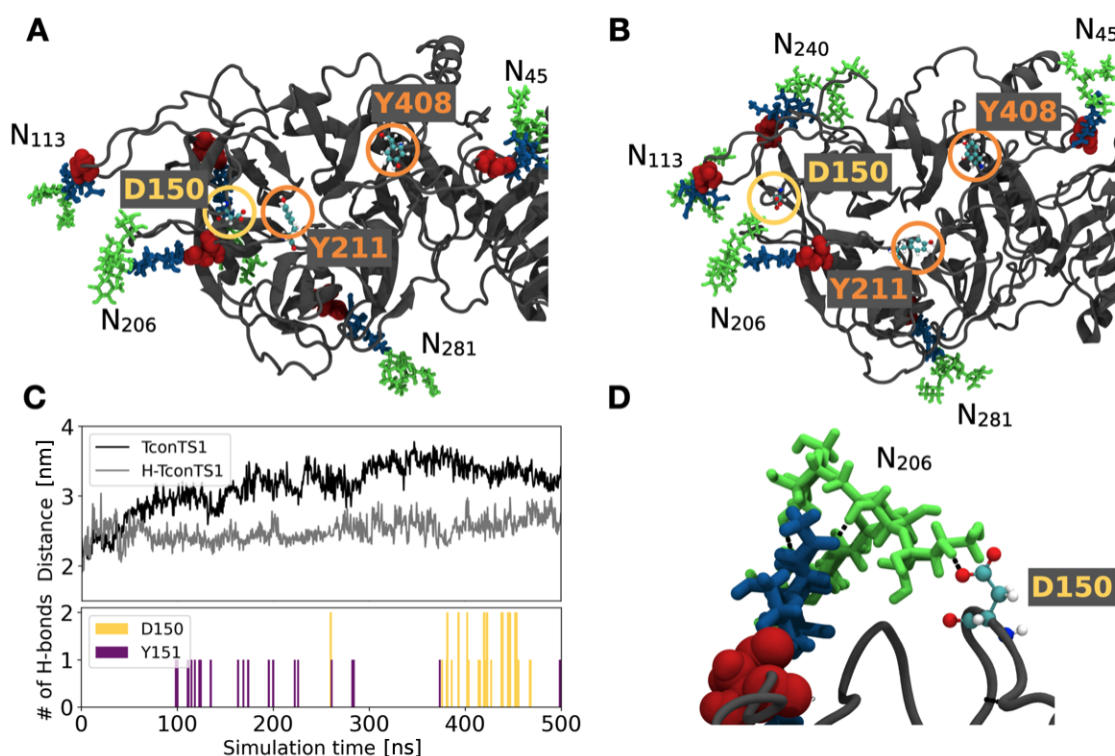 A
N45
Y408
N113
D150
Y211
N206
N281
B
N240
N45
Y408
N113
D150
Y211
N206
N281
C
Distance [nm]
4
3
2
TconTS1
H-TconTS1
# of H-bonds
2
1
0
D150
Y151
0 100 200 300 400 500
Simulation time [ns]
D
N206
D150